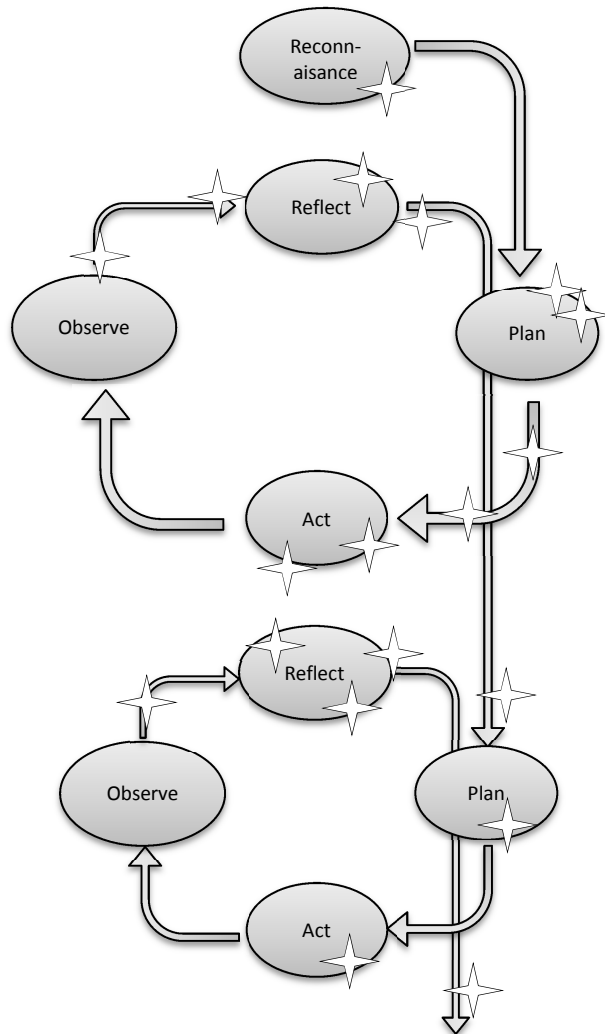 Reconn-
aisance
Reflect
Observe
Plan
Act
Reflect
Observe
Plan
Act